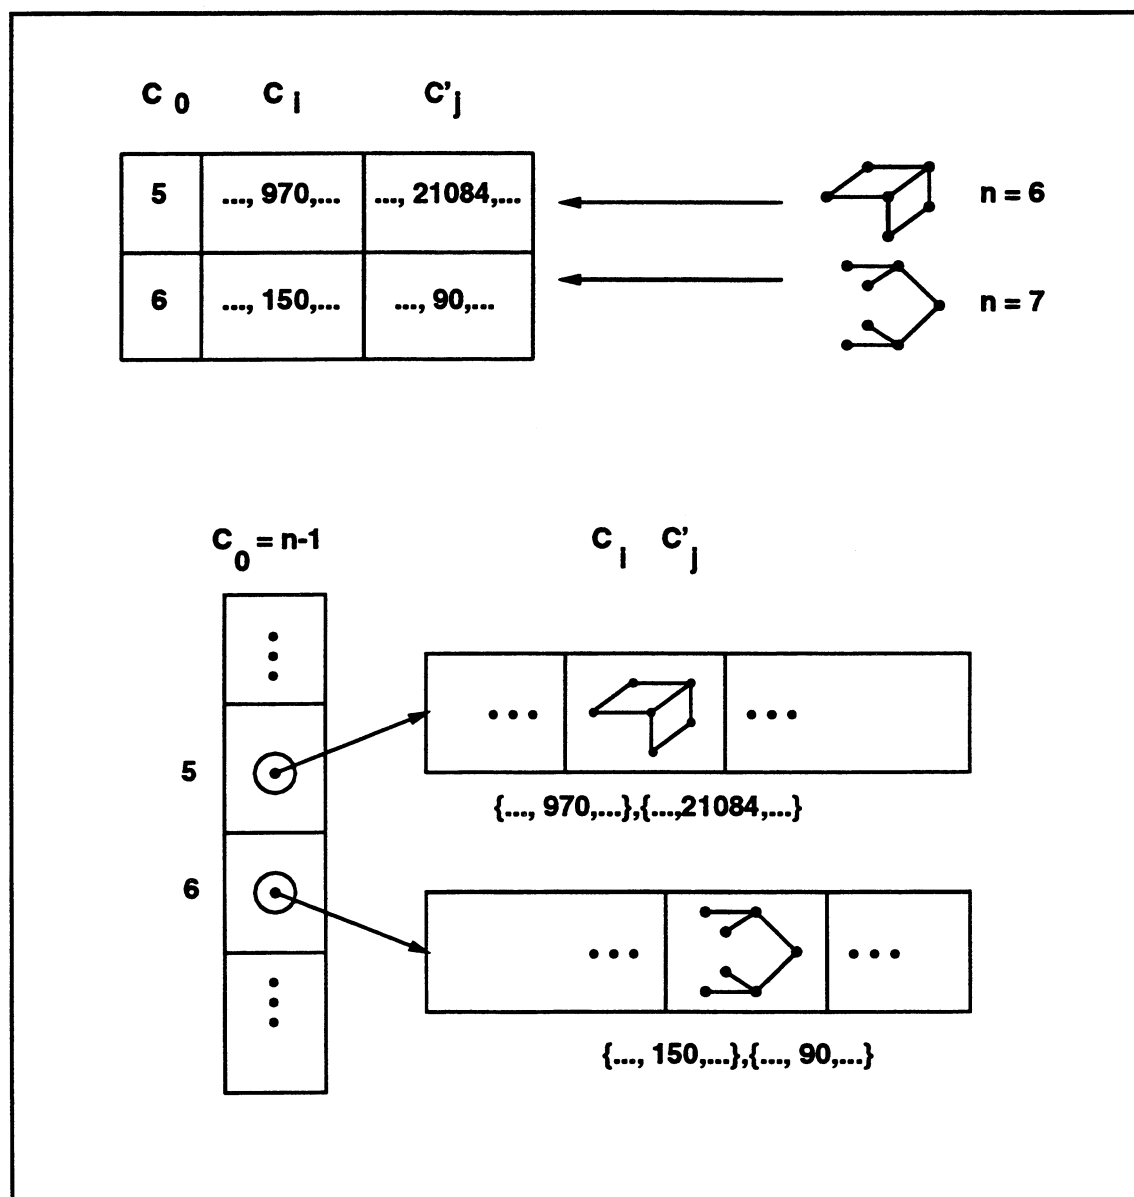 C 0 C i C'j
5 ..., 970,... ..., 21084,... n = 6
6 ..., 150,... ..., 90,... n = 7
C 0 = n-1 C i C'j
5
{..., 970,...},{...,21084,...}
6
{..., 150,...},{..., 90,...}